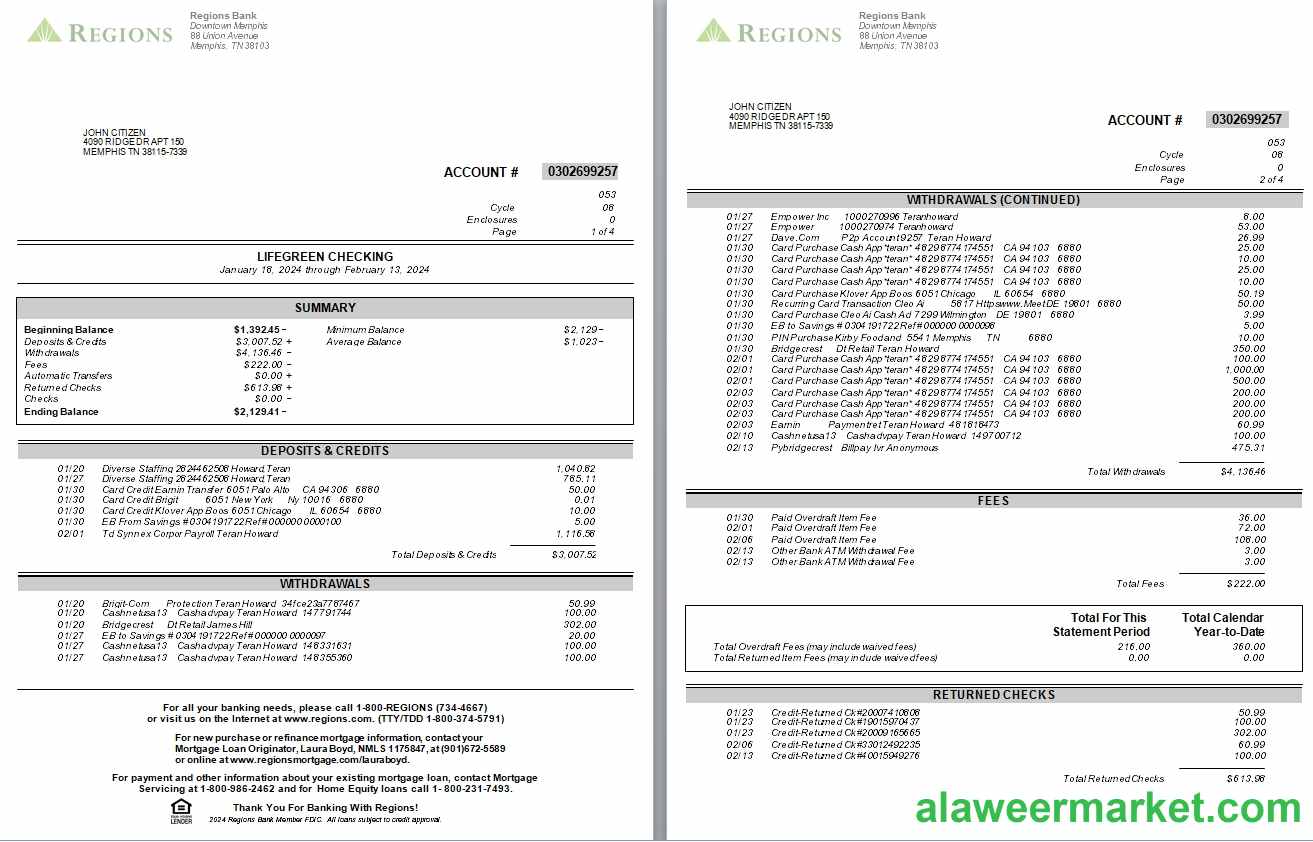 REGIONS
Regions Bank
Downtown Memphis
88 Union Avenue
Memphis, TN 38103
JOHN CITIZEN
4090 RIDGE DR APT 150
MEMPHIS TN 38115-7339
ACCOUNT # 0302699257
053
Cycle 08
Enclosures 0
Page 1 of 4
LIFEGREEN CHECKING
January 18, 2024 through February 13, 2024
SUMMARY
Beginning Balance $1,392.45 − Minimum Balance $2,129 −
Deposits & Credits $3,007.52 + Average Balance $1,023 −
Withdrawals $4,136.46 −
Fees $222.00 −
Automatic Transfers $0.00 +
Returned Checks $613.98 +
Checks $0.00 −
Ending Balance $2,129.41 −
DEPOSITS & CREDITS
01/20 Diverse Staffing 2624462508 Howard,Teran 1,040.82
01/27 Diverse Staffing 2624462508 Howard,Teran 785.11
01/30 Card Credit Earnin Transfer 6051 Palo Alto CA 94306 6880 50.00
01/30 Card Credit Brigit 6051 New York Ny 10016 6880 0.01
01/30 Card Credit Klover App Boos 6051 Chicago IL 60654 6880 10.00
01/30 EB From Savings # 0304191722 Ref# 000000 0000100 5.00
02/01 Td Synnex Corpor Payroll Teran Howard 1,116.58
Total Deposits & Credits $3,007.52
WITHDRAWALS
01/20 Brigit-Com Protection Teran Howard 34fce23a7787467 50.99
01/20 Cashnetusa13 Cashadvpay Teran Howard 147791744 100.00
01/20 Bridgecrest Dt Retail James Hill 302.00
01/27 EB to Savings # 0304191722 Ref# 000000 0000097 20.00
01/27 Cashnetusa13 Cashadvpay Teran Howard 148331631 100.00
01/27 Cashnetusa13 Cashadvpay Teran Howard 148355360 100.00
For all your banking needs, please call 1-800-REGIONS (734-4667)
or visit us on the Internet at www.regions.com. (TTY/TDD 1-800-374-5791)
For new purchase or refinance mortgage information, contact your
Mortgage Loan Originator, Laura Boyd, NMLS 1175847, at (901)672-5589
or online at www.regionsmortgage.com/lauraboyd.
For payment and other information about your existing mortgage loan, contact Mortgage
Servicing at 1-800-986-2462 and for Home Equity loans call 1- 800-231-7493.
Thank You For Banking With Regions!
LENDER
2024 Regions Bank Member FDIC. All loans subject to credit approval.
REGIONS
Regions Bank
Downtown Memphis
88 Union Avenue
Memphis, TN 38103
JOHN CITIZEN
4090 RIDGE DR APT 150
MEMPHIS TN 38115-7339
ACCOUNT # 0302699257
053
Cycle 08
Enclosures 0
Page 2 of 4
WITHDRAWALS (CONTINUED)
01/27 Empower Inc 1000270996 Teranhoward 8.00
01/27 Empower 1000270974 Teranhoward 53.00
01/27 Dave.Com P2p Account9257 Teran Howard 26.99
01/30 Card Purchase Cash App*teran* 4829 8774174551 CA 94103 6880 25.00
01/30 Card Purchase Cash App*teran* 4829 8774174551 CA 94103 6880 10.00
01/30 Card Purchase Cash App*teran* 4829 8774174551 CA 94103 6880 25.00
01/30 Card Purchase Cash App*teran* 4829 8774174551 CA 94103 6880 10.00
01/30 Card Purchase Klover App Boos 6051 Chicago IL 60654 6880 50.19
01/30 Recurring Card Transaction Cleo Ai 5817 Httpswww.Meet DE 19801 6880 50.00
01/30 Card Purchase Cleo Ai Cash Ad 7299 Wilmington DE 19801 6880 3.99
01/30 EB to Savings # 0304191722 Ref# 000000 0000098 5.00
01/30 PIN Purchase Kirby Food and 5541 Memphis TN 6880 10.00
01/30 Bridgecrest Dt Retail Teran Howard 350.00
02/01 Card Purchase Cash App*teran* 4829 8774174551 CA 94103 6880 100.00
02/01 Card Purchase Cash App*teran* 4829 8774174551 CA 94103 6880 1,000.00
02/01 Card Purchase Cash App*teran* 4829 8774174551 CA 94103 6880 500.00
02/03 Card Purchase Cash App*teran* 4829 8774174551 CA 94103 6880 200.00
02/03 Card Purchase Cash App*teran* 4829 8774174551 CA 94103 6880 200.00
02/03 Card Purchase Cash App*teran* 4829 8774174551 CA 94103 6880 200.00
02/03 Earnin Paymentret Teran Howard 481818473 60.99
02/10 Cashnetusa13 Cashadvpay Teran Howard 149700712 100.00
02/13 Pybridgecrest Billpay Ivr Anonymous 475.31
Total Withdrawals $4,136.46
FEES
01/30 Paid Overdraft Item Fee 36.00
02/01 Paid Overdraft Item Fee 72.00
02/06 Paid Overdraft Item Fee 108.00
02/13 Other Bank ATM Withdrawal Fee 3.00
02/13 Other Bank ATM Withdrawal Fee 3.00
Total Fees $222.00
Total For This Total Calendar
Statement Period Year-to-Date
Total Overdraft Fees (may include waived fees) 216.00 360.00
Total Returned Item Fees (may include waived fees) 0.00 0.00
RETURNED CHECKS
01/23 Credit-Returned Ck#20007410808 50.99
01/23 Credit-Returned Ck#19015970437 100.00
01/23 Credit-Returned Ck#20009165665 302.00
02/06 Credit-Returned Ck#33012492235 60.99
02/13 Credit-Returned Ck#40015949276 100.00
Total Returned Checks $613.98
alaweermarket.com